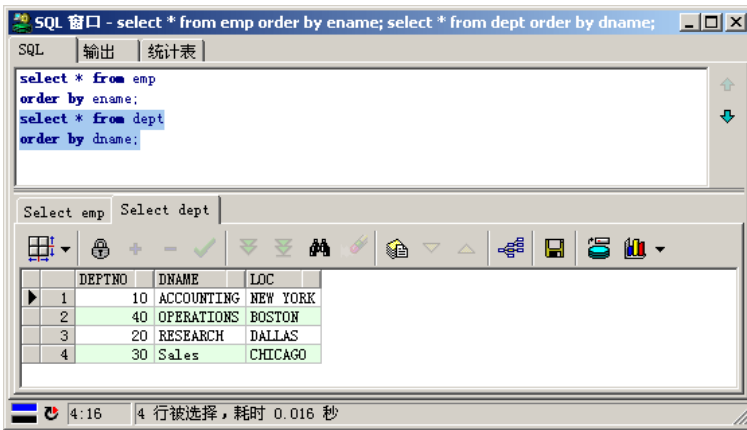 SQL 窗口 - select * from emp order by ename; select * from dept order by dname;
SQL 输出 统计表
select * from emp
order by ename;
select * from dept
order by dname;
Select emp Select dept
DEPTNO DNAME LOC
1 10 ACCOUNTING NEW YORK
2 40 OPERATIONS BOSTON
3 20 RESEARCH DALLAS
4 30 Sales CHICAGO
4:16 4 行被选择，耗时 0.016 秒